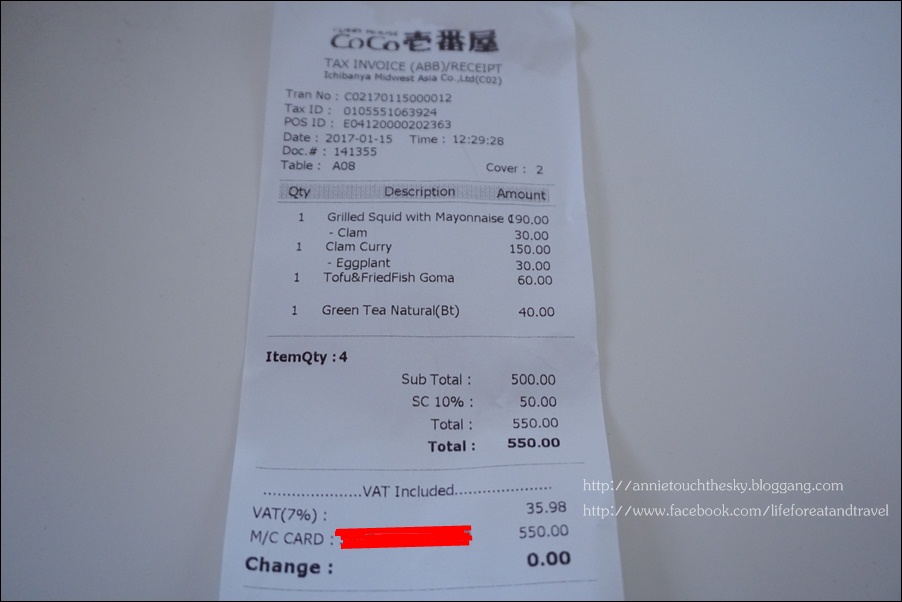 CURRY HOUSE
CoCo壱番屋
TAX INVOICE (ABB)/RECEIPT
Ichibanya Midwest Asia Co.,Ltd(C02)
Tran No : C02170115000012
Tax ID : 0105551063924
POS ID : E04120000202363
Date : 2017-01-15 Time : 12:29:28
Doc.# : 141355
Table : A08 Cover : 2
Qty Description Amount
1 Grilled Squid with Mayonnaise 190.00
- Clam 30.00
1 Clam Curry 150.00
- Eggplant 30.00
1 Tofu&FriedFish Goma 60.00
1 Green Tea Natural(Bt) 40.00
ItemQty : 4
Sub Total : 500.00
SC 10% : 50.00
Total : 550.00
Total : 550.00
......................VAT Included......................
VAT(7%) : 35.98
M/C CARD : 550.00
Change : 0.00
http://annietouchthesky.bloggang.com
http://www.facebook.com/lifeforeatandtravel